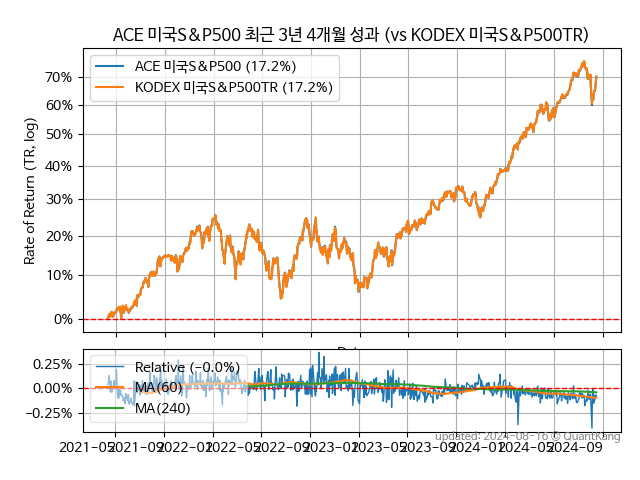 ACE 미국S&P500 최근 3년 4개월 성과 (vs KODEX 미국S&P500TR)
Rate of Return (TR, log)
ACE 미국S&P500 (17.2%)
KODEX 미국S&P500TR (17.2%)
70%
60%
50%
40%
30%
20%
10%
0%
0.25%
0.00%
−0.25%
Relative (−0.0%)
MA(60)
MA(240)
2021-05 2021-09 2022-01 2022-05 2022-09 2023-01 2023-05 2023-09 2024-01 2024-05 2024-09
updated: 2024-08-16 © QuantKang